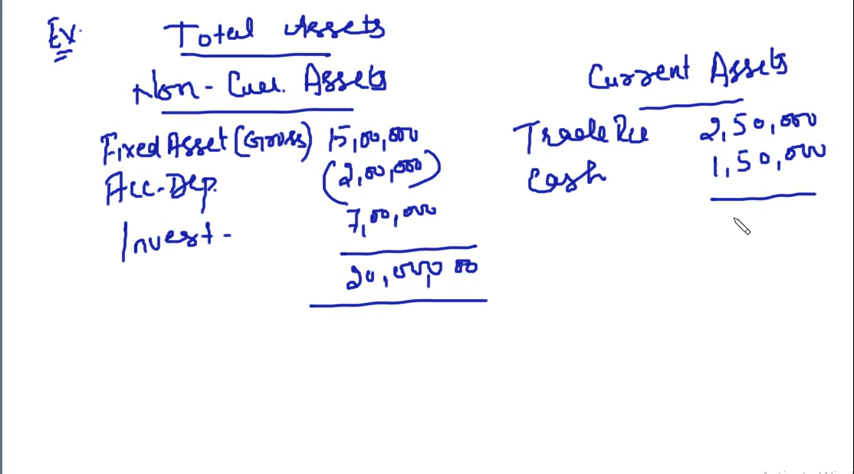 Ex. Total Assets
Non-Curr. Assets
Fixed Asset (Gross) 15,00,000
Acc-Dep. (2,00,000)
Invest- 7,00,000
20,00,000
Current Assets
Trade Rec 2,50,000
Cash 1,50,000